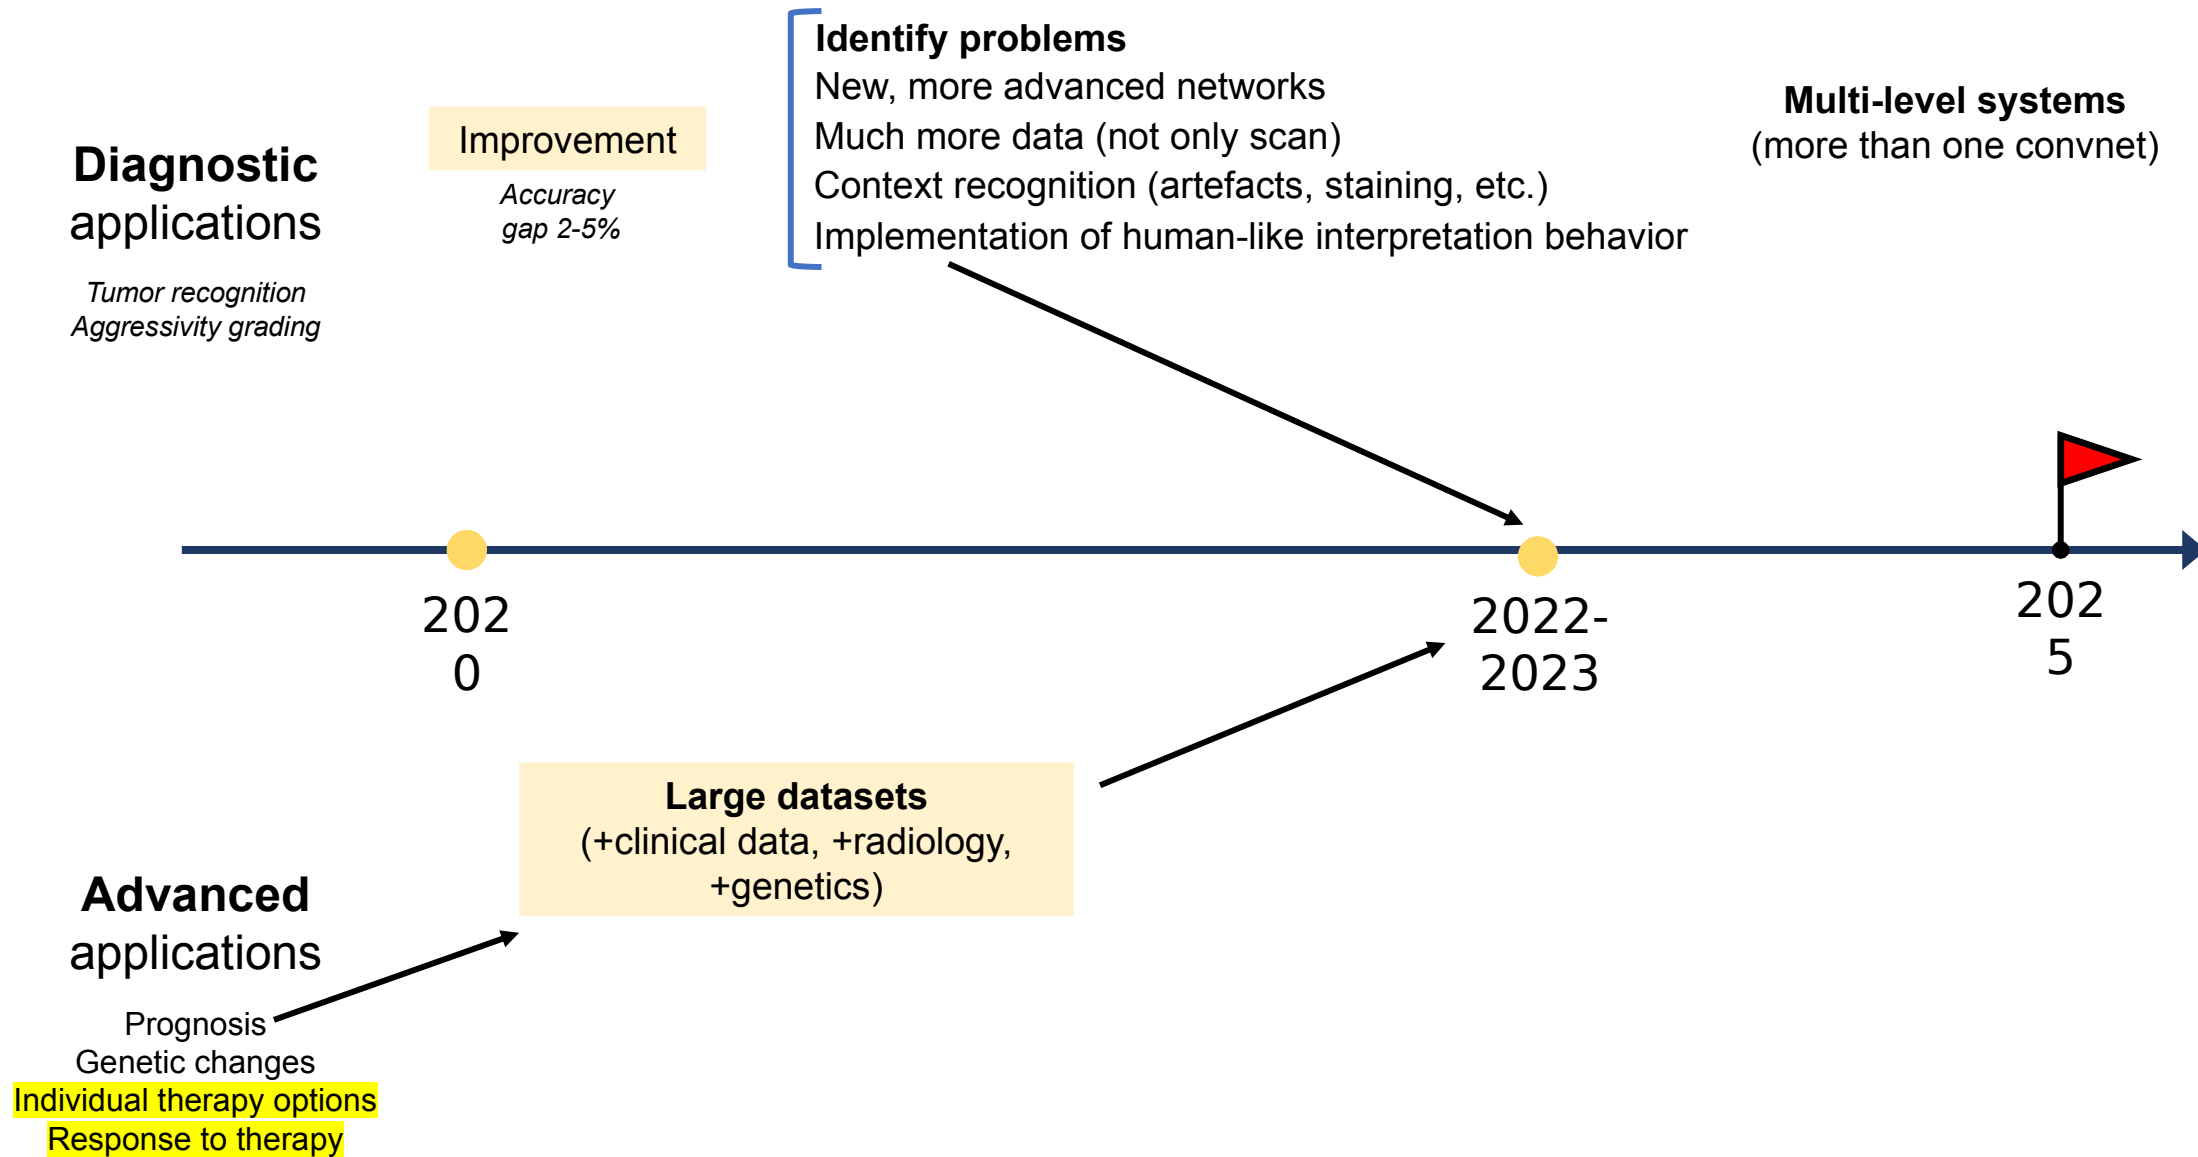 Identify problems
New, more advanced networks
Much more data (not only scan)
Context recognition (artefacts, staining, etc.)
Implementation of human-like interpretation behavior
Multi-level systems
(more than one convnet)
Improvement
Accuracy
gap 2-5%
Diagnostic
applications
Tumor recognition
Aggressivity grading
202
0
2022-
2023
202
5
Large datasets
(+clinical data, +radiology,
+genetics)
Advanced
applications
Prognosis
Genetic changes
Individual therapy options
Response to therapy